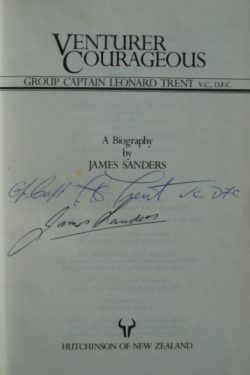 VENTURER
COURAGEOUS
GROUP CAPTAIN LEONARD TRENT V.C., D.F.C.
A Biography
by
JAMES SANDERS
Gp Capt L H Trent VC DFC
James Sanders
HUTCHINSON OF NEW ZEALAND